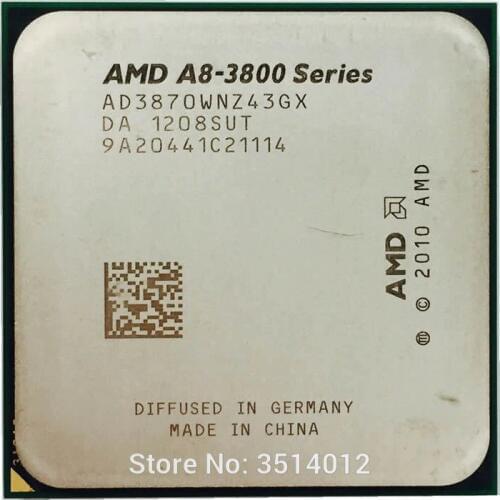 AMD A8-3800 Series
AD3870WNZ43GX
DA 1208SUT
9A20441C21114
AMD
Ⓜ © 2010 AMD
DIFFUSED IN GERMANY
MADE IN CHINA
Store No: 3514012